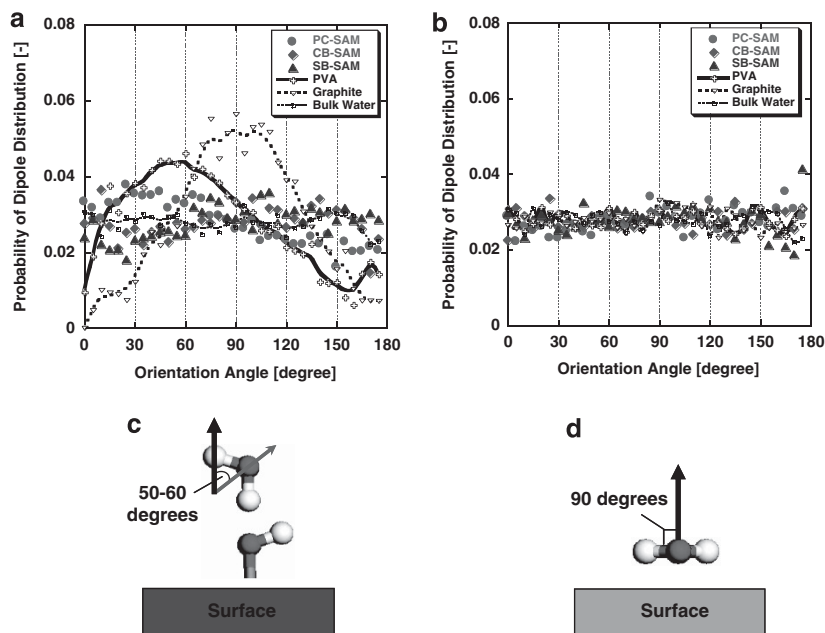 a
Probability of Dipole Distribution [-]
0.08
0.06
0.04
0.02
0
PC-SAM
CB-SAM
SB-SAM
PVA
Graphite
Bulk Water
0 30 60 90 120 150 180
Orientation Angle [degree]
b
Probability of Dipole Distribution [-]
0.08
0.06
0.04
0.02
0
PC-SAM
CB-SAM
SB-SAM
PVA
Graphite
Bulk Water
0 30 60 90 120 150 180
Orientation Angle [degree]
c
50-60
degrees
Surface
d
90 degrees
Surface